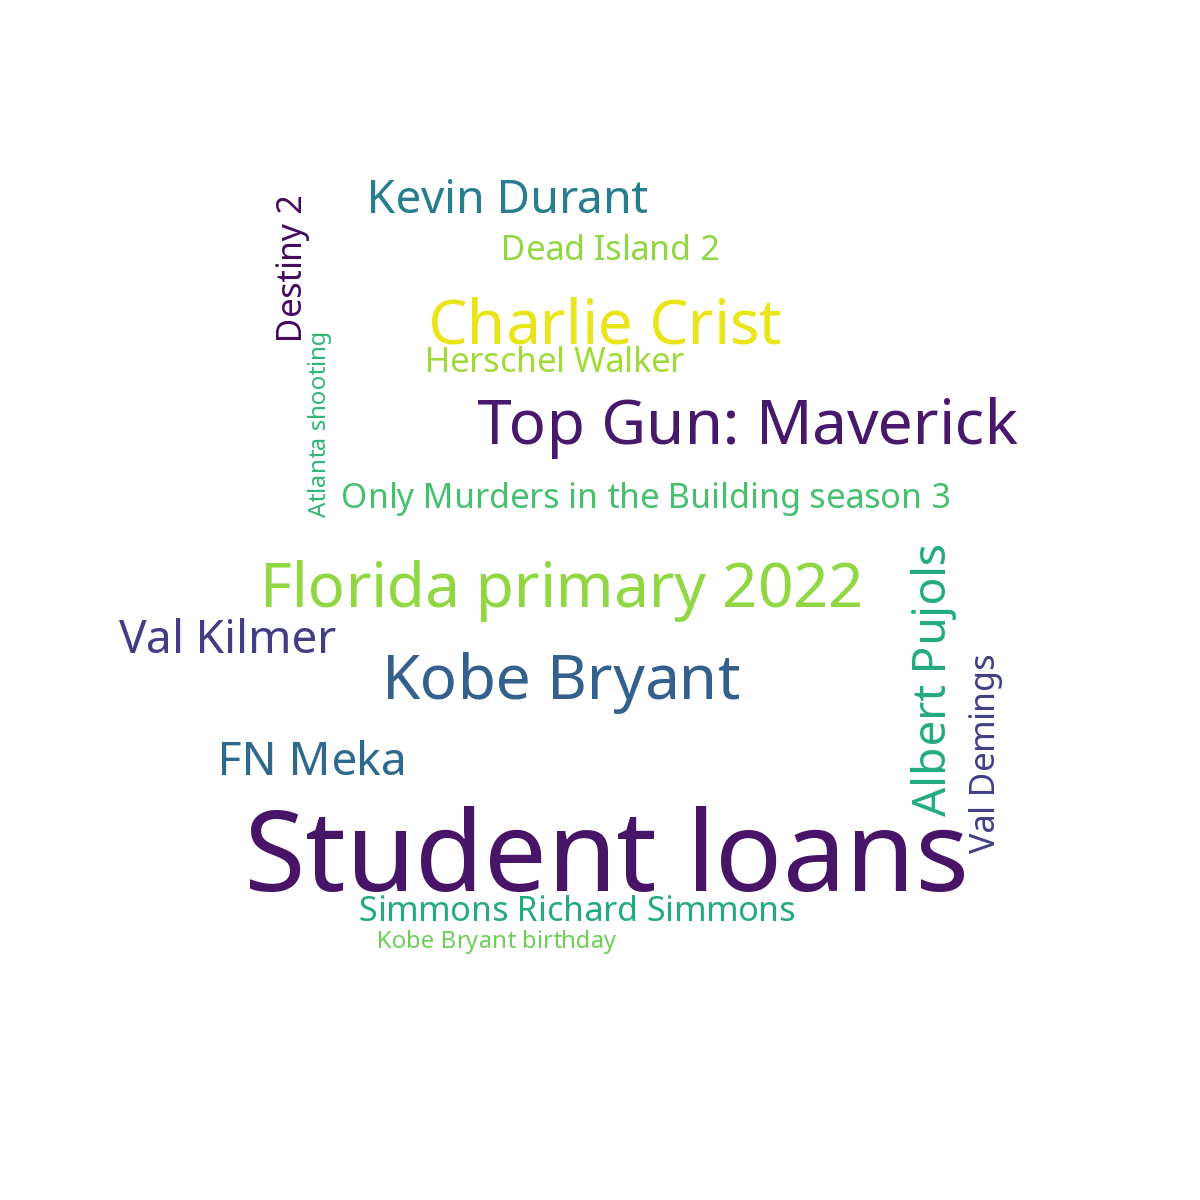 Kevin Durant
Destiny 2
Dead Island 2
Charlie Crist
Herschel Walker
Atlanta shooting
Top Gun: Maverick
Only Murders in the Building season 3
Florida primary 2022
Albert Pujols
Val Kilmer
Kobe Bryant
Val Demings
FN Meka
Student loans
Simmons Richard Simmons
Kobe Bryant birthday